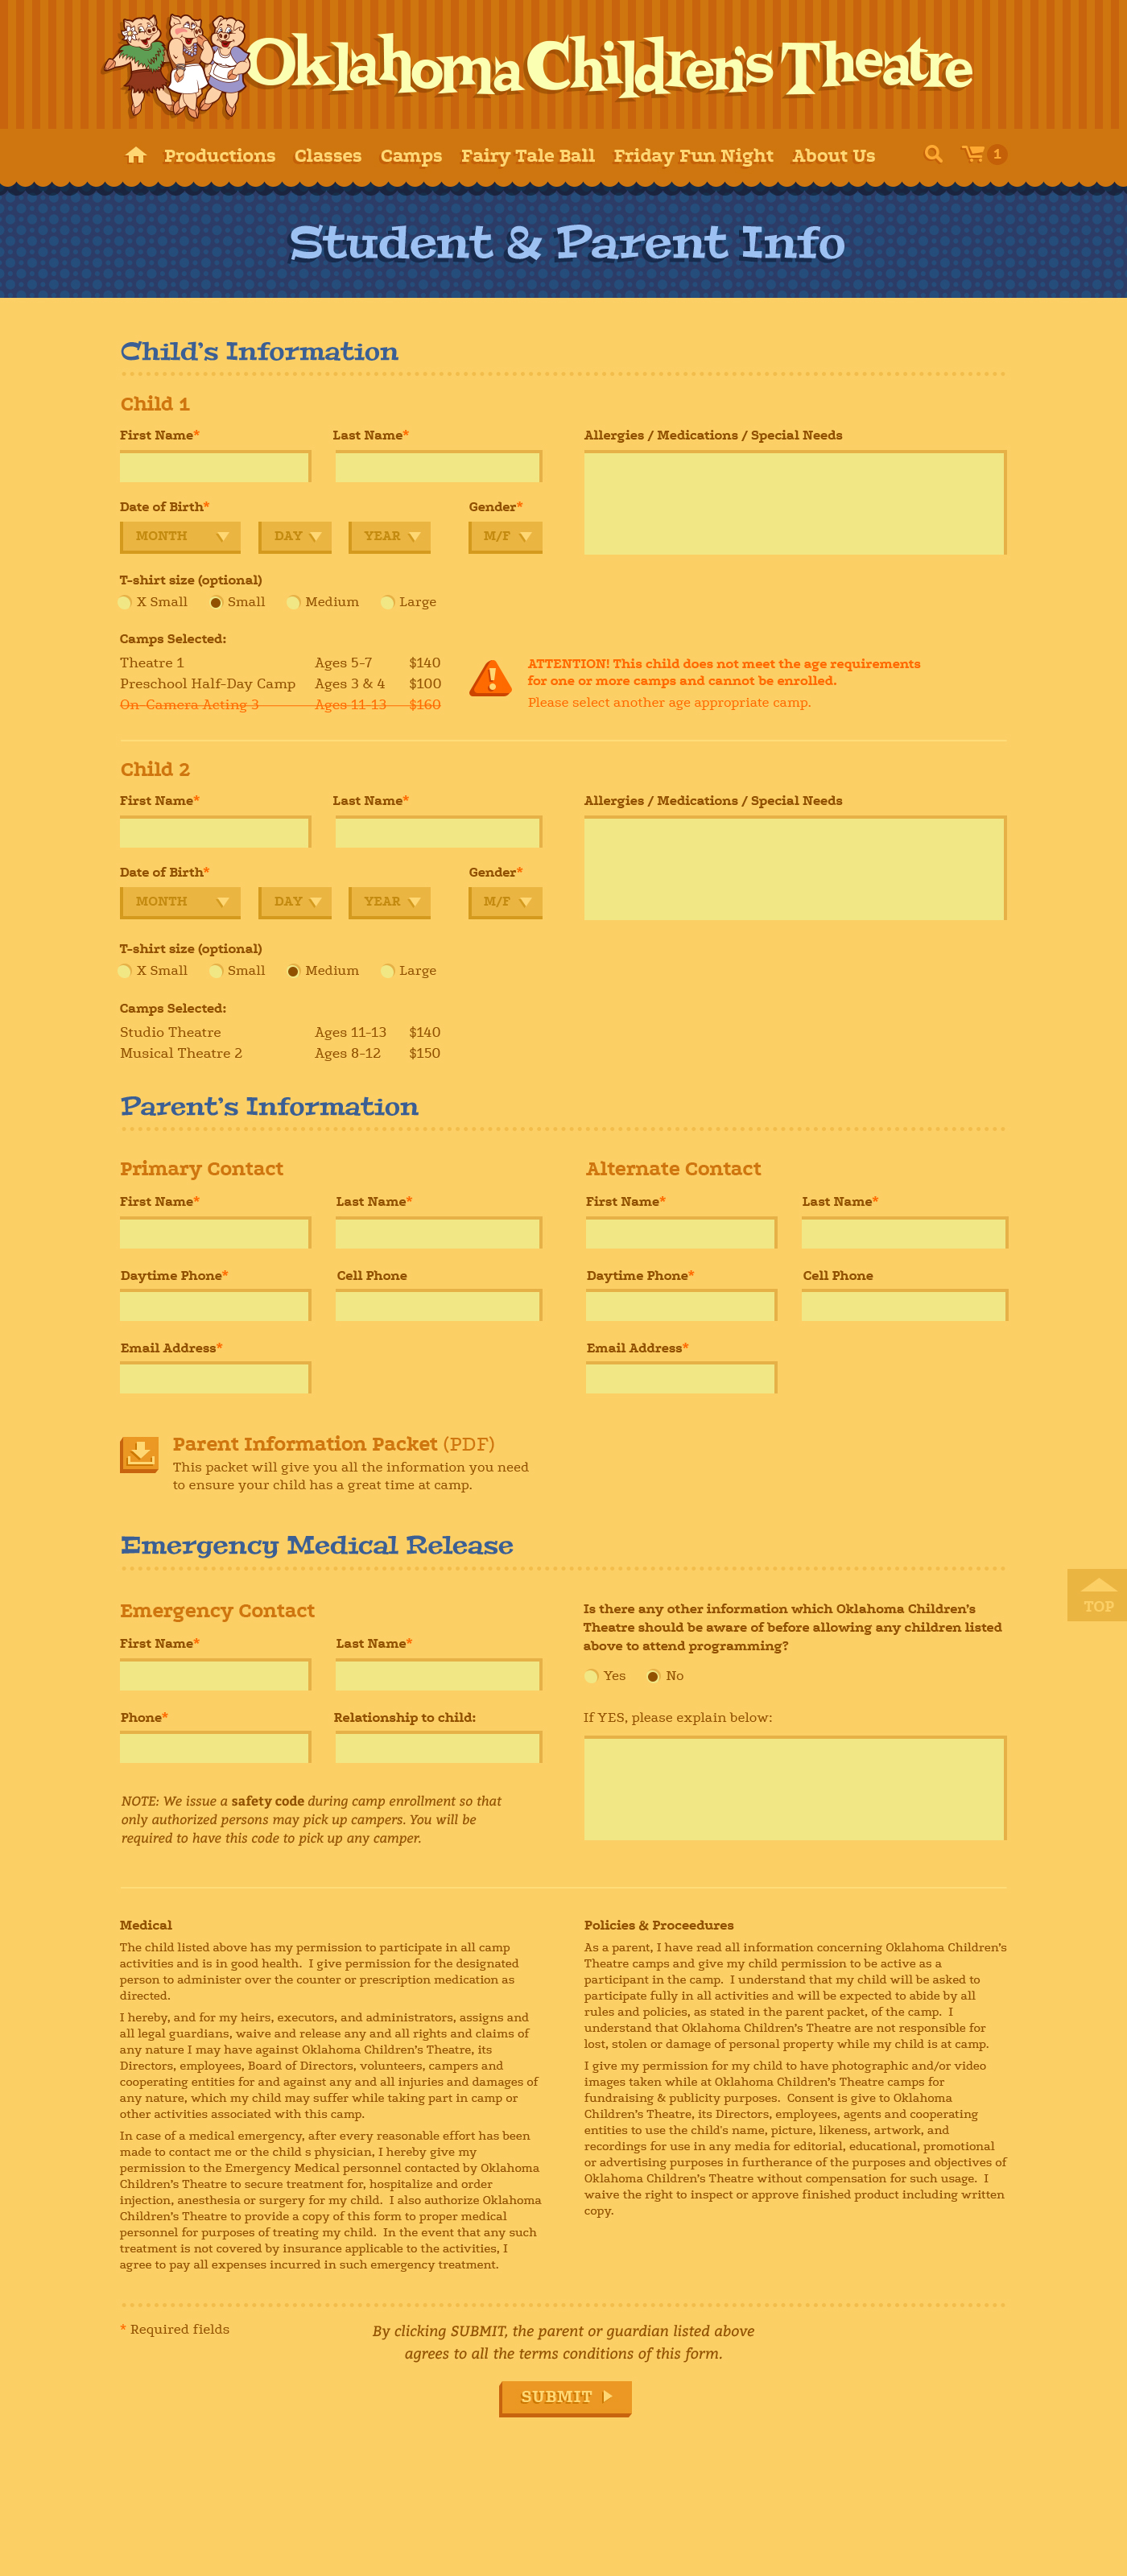 Oklahoma Children's Theatre
Productions Classes Camps Fairy Tale Ball Friday Fun Night About Us 1
Student & Parent Info
Child's Information
Child 1
First Name* Last Name* Allergies / Medications / Special Needs
Date of Birth* Gender*
MONTH DAY YEAR M/F
T-shirt size (optional)
X Small Small Medium Large
Camps Selected:
Theatre 1 Ages 5-7 $140
Preschool Half-Day Camp Ages 3 & 4 $100
On-Camera Acting 3 Ages 11-13 $160
ATTENTION! This child does not meet the age requirements
for one or more camps and cannot be enrolled.
Please select another age appropriate camp.
Child 2
First Name* Last Name* Allergies / Medications / Special Needs
Date of Birth* Gender*
MONTH DAY YEAR M/F
T-shirt size (optional)
X Small Small Medium Large
Camps Selected:
Studio Theatre Ages 11-13 $140
Musical Theatre 2 Ages 8-12 $150
Parent's Information
Primary Contact Alternate Contact
First Name* Last Name* First Name* Last Name*
Daytime Phone* Cell Phone Daytime Phone* Cell Phone
Email Address* Email Address*
Parent Information Packet (PDF)
This packet will give you all the information you need
to ensure your child has a great time at camp.
Emergency Medical Release
TOP
Emergency Contact
First Name* Last Name*
Phone* Relationship to child:
NOTE: We issue a safety code during camp enrollment so that
only authorized persons may pick up campers. You will be
required to have this code to pick up any camper.
Is there any other information which Oklahoma Children's
Theatre should be aware of before allowing any children listed
above to attend programming?
Yes No
If YES, please explain below:
Medical
The child listed above has my permission to participate in all camp
activities and is in good health. I give permission for the designated
person to administer over the counter or prescription medication as
directed.
I hereby, and for my heirs, executors, and administrators, assigns and
all legal guardians, waive and release any and all rights and claims of
any nature I may have against Oklahoma Children's Theatre, its
Directors, employees, Board of Directors, volunteers, campers and
cooperating entities for and against any and all injuries and damages of
any nature, which my child may suffer while taking part in camp or
other activities associated with this camp.
In case of a medical emergency, after every reasonable effort has been
made to contact me or the child s physician, I hereby give my
permission to the Emergency Medical personnel contacted by Oklahoma
Children's Theatre to secure treatment for, hospitalize and order
injection, anesthesia or surgery for my child. I also authorize Oklahoma
Children's Theatre to provide a copy of this form to proper medical
personnel for purposes of treating my child. In the event that any such
treatment is not covered by insurance applicable to the activities, I
agree to pay all expenses incurred in such emergency treatment.
Policies & Proceedures
As a parent, I have read all information concerning Oklahoma Children's
Theatre camps and give my child permission to be active as a
participant in the camp. I understand that my child will be asked to
participate fully in all activities and will be expected to abide by all
rules and policies, as stated in the parent packet, of the camp. I
understand that Oklahoma Children's Theatre are not responsible for
lost, stolen or damage of personal property while my child is at camp.
I give my permission for my child to have photographic and/or video
images taken while at Oklahoma Children's Theatre camps for
fundraising & publicity purposes. Consent is give to Oklahoma
Children's Theatre, its Directors, employees, agents and cooperating
entities to use the child's name, picture, likeness, artwork, and
recordings for use in any media for editorial, educational, promotional
or advertising purposes in furtherance of the purposes and objectives of
Oklahoma Children's Theatre without compensation for such usage. I
waive the right to inspect or approve finished product including written
copy.
* Required fields
By clicking SUBMIT, the parent or guardian listed above
agrees to all the terms conditions of this form.
SUBMIT